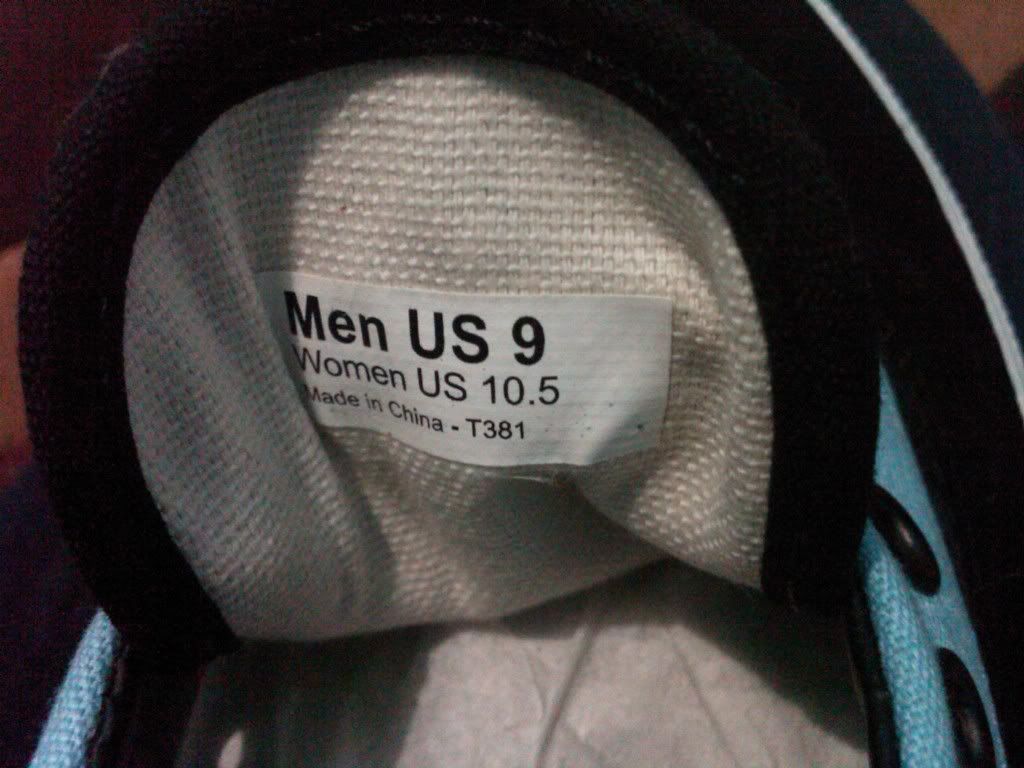 Men US 9
Women US 10.5
Made in China - T381